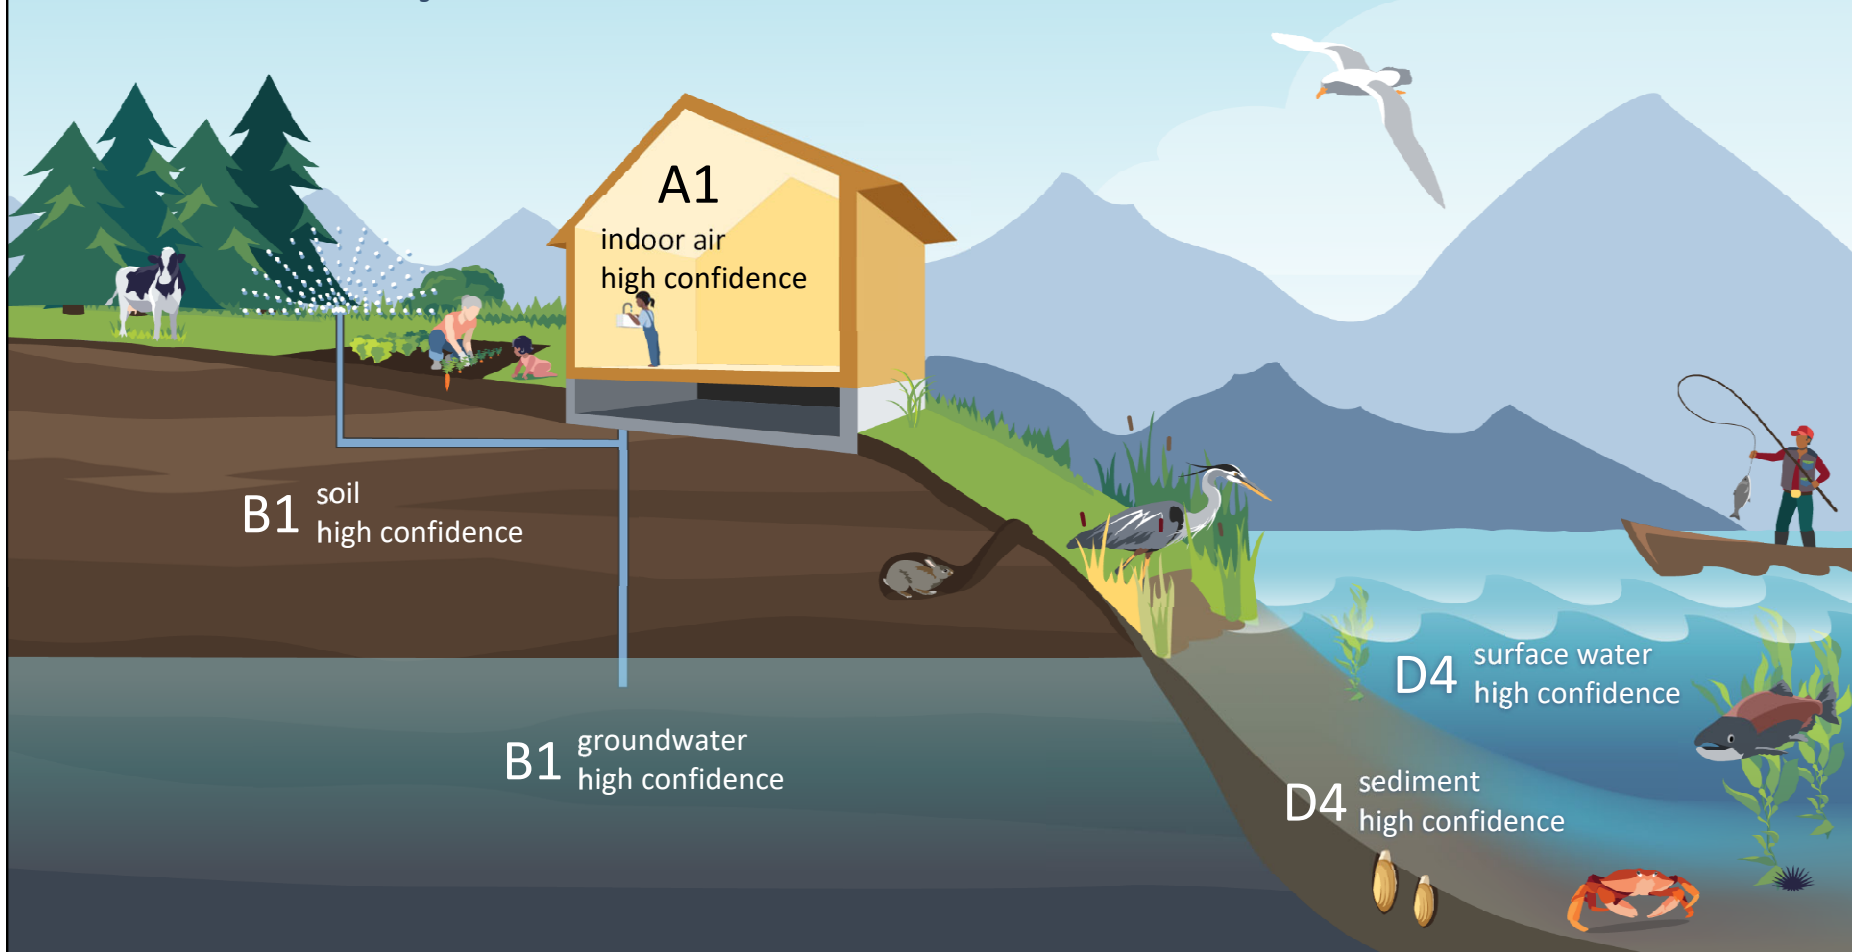 A1
indoor air
high confidence
B1
soil
high confidence
B1
groundwater
high confidence
D4
surface water
high confidence
D4
sediment
high confidence